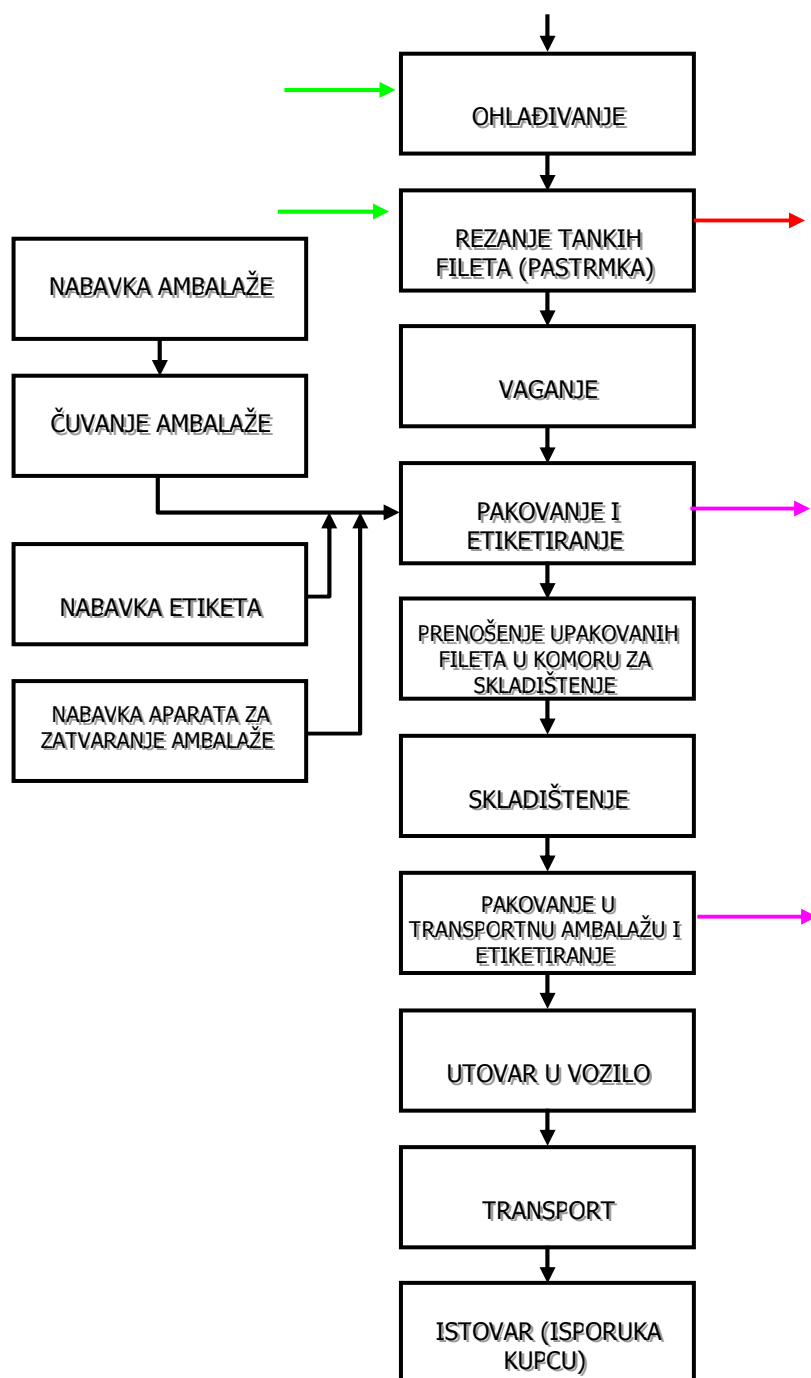 OHLAĐIVANJE
REZANJE TANKIH
FILETA (PASTRMKA)
NABAVKA AMBALAŽE
VAGANJE
ČUVANJE AMBALAŽE
PAKOVANJE I
ETIKETIRANJE
NABAVKA ETIKETA
PRENOŠENJE UPAKOVANIH
FILETA U KOMORU ZA
SKLADIŠTENJE
NABAVKA APARATA ZA
ZATVARANJE AMBALAŽE
SKLADIŠTENJE
PAKOVANJE U
TRANSPORTNU AMBALAŽU I
ETIKETIRANJE
UTOVAR U VOZILO
TRANSPORT
ISTOVAR (ISPORUKA
KUPCU)